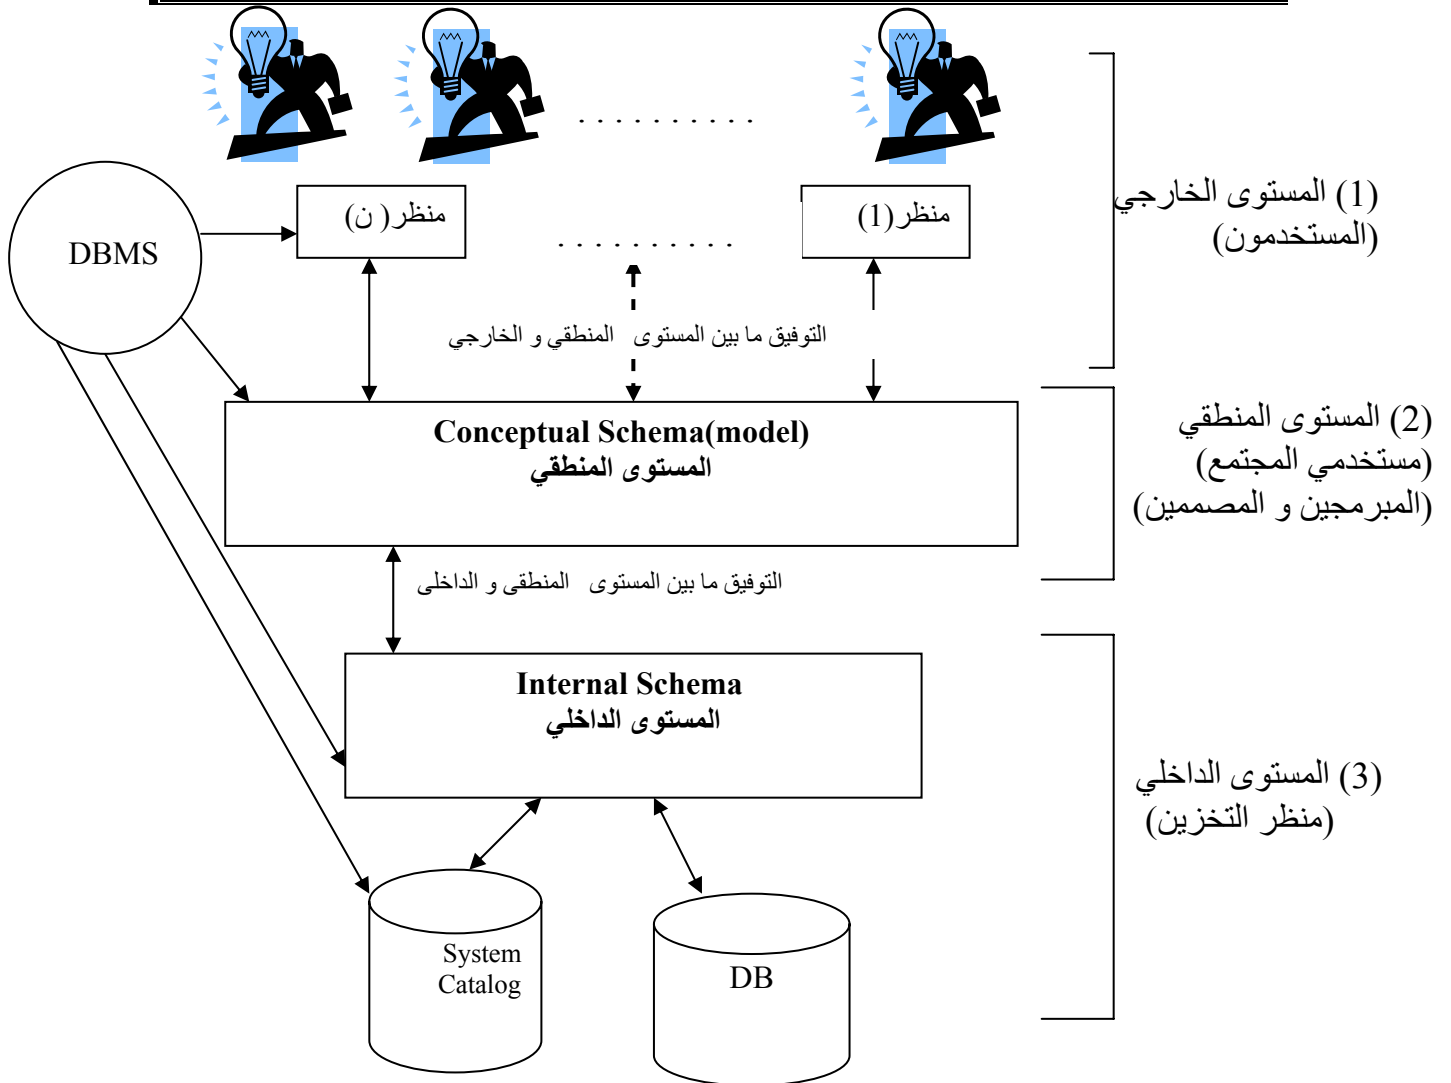 . . . . . . . . . .
(1) المستوى الخارجي
(المستخدمون)
منظر(1)
. . . . . . . . . .
منظر( ن)
DBMS
التوفيق ما بين المستوى المنطقي و الخارجي
(2) المستوى المنطقي
(مستخدمي المجتمع)
(المبرمجين و المصممين)
Conceptual Schema(model)
المستوى المنطقي
التوفيق ما بين المستوى المنطقى و الداخلى
Internal Schema
المستوى الداخلي
(3) المستوى الداخلي
(منظر التخزين)
System
Catalog
DB